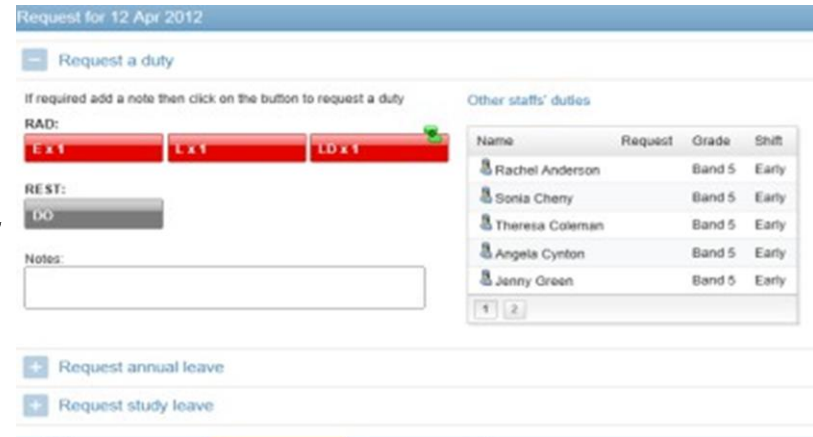 Request for 12 Apr 2012
Request a duty
If required add a note then click on the button to request a duty
RAD:
E x 1 L x 1 LD x 1
REST:
DO
Notes:
Other staffs' duties
Name Request Grade Shift
Rachel Anderson Band 5 Early
Sonia Cheny Band 5 Early
Theresa Coleman Band 5 Early
Angela Cynton Band 5 Early
Jenny Green Band 5 Early
1 2
Request annual leave
Request study leave